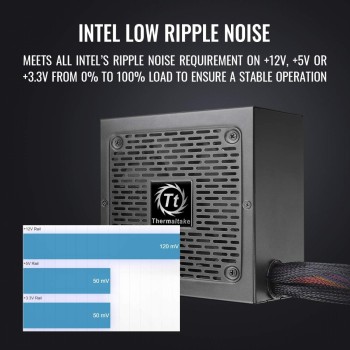 INTEL LOW RIPPLE NOISE
MEETS ALL INTEL'S RIPPLE NOISE REQUIREMENT ON +12V, +5V OR
+3.3V FROM 0% TO 100% LOAD TO ENSURE A STABLE OPERATION
Tt
Thermaltake
+12V Rail
120 mV
+5V Rail
50 mV
+3.3V Rail
50 mV